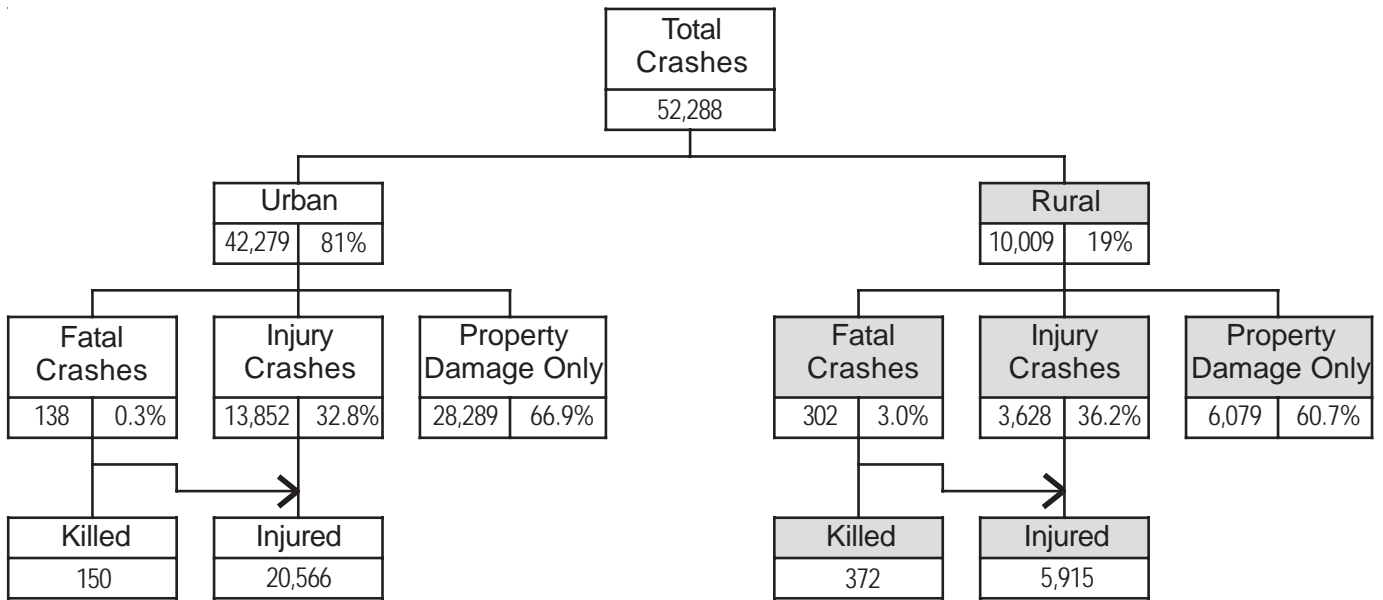 Total
Crashes
52,288
Urban
42,279 81%
Rural
10,009 19%
Fatal
Crashes
138 0.3%
Injury
Crashes
13,852 32.8%
Property
Damage Only
28,289 66.9%
Fatal
Crashes
302 3.0%
Injury
Crashes
3,628 36.2%
Property
Damage Only
6,079 60.7%
Killed
150
Injured
20,566
Killed
372
Injured
5,915